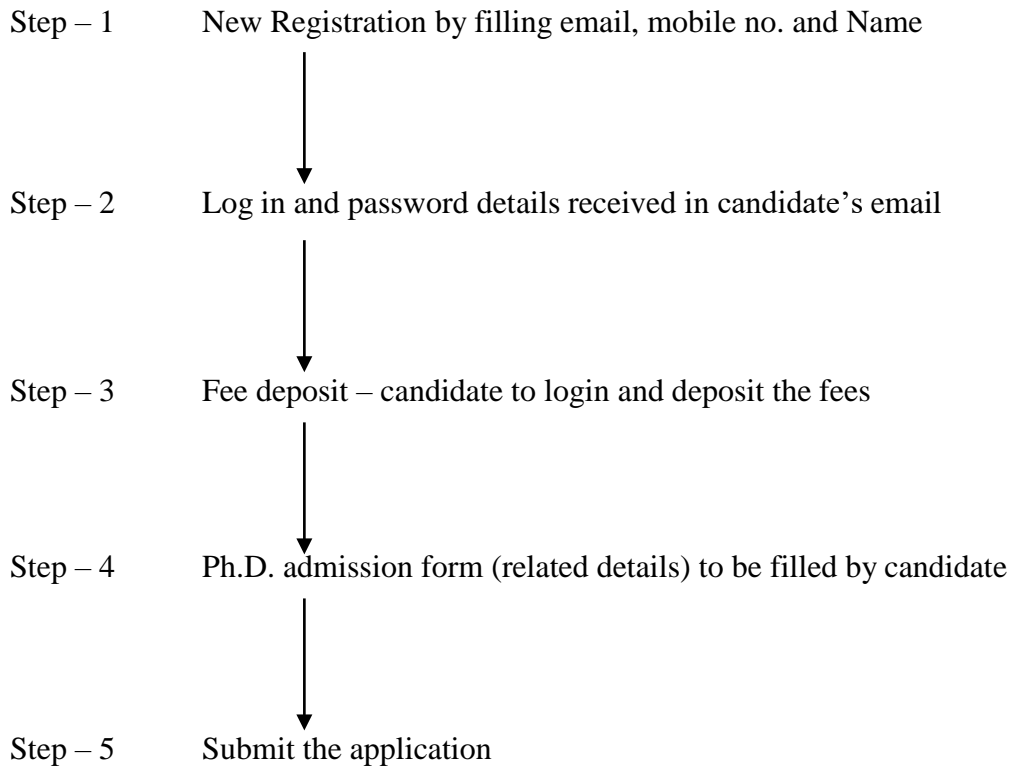 Step – 1 New Registration by filling email, mobile no. and Name
Step – 2 Log in and password details received in candidate’s email
Step – 3 Fee deposit – candidate to login and deposit the fees
Step – 4 Ph.D. admission form (related details) to be filled by candidate
Step – 5 Submit the application